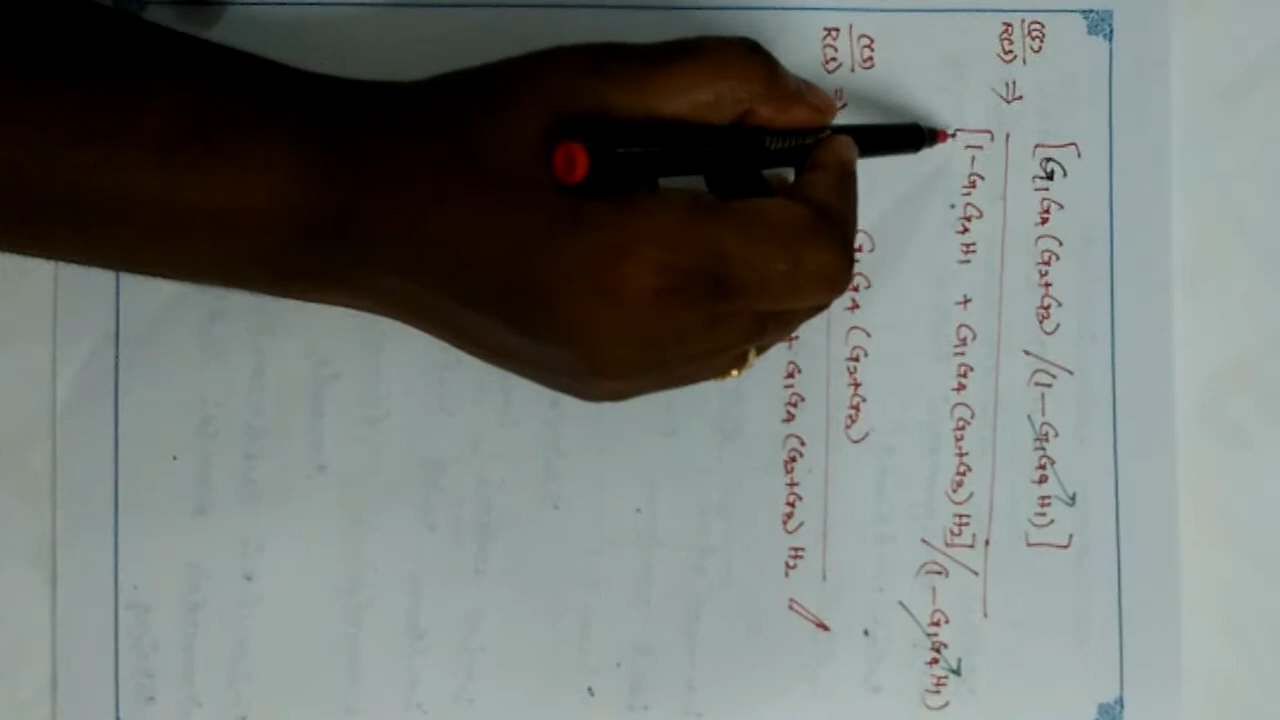 C(s)
R(s) ⇒ [G1G4(G2+G3) /(1-G1G4H1)]
[1-G1G4H1 + G1G4(G2+G3)H2] /(1-G1G4H1)
C(s)
R(s) ⇒ G1G4(G2+G3)
+ G1G4(G2+G3)H2